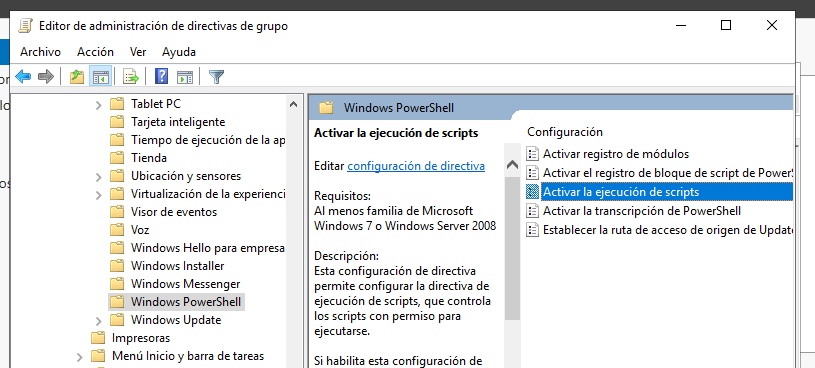 Editor de administración de directivas de grupo
Archivo Acción Ver Ayuda
Tablet PC
Tarjeta inteligente
Tiempo de ejecución de la ap
Tienda
Ubicación y sensores
Virtualización de la experienci
Visor de eventos
Voz
Windows Hello para empresa
Windows Installer
Windows Messenger
Windows PowerShell
Windows Update
Impresoras
Menú Inicio y barra de tareas
Windows PowerShell
Activar la ejecución de scripts
Editar configuración de directiva
Requisitos:
Al menos familia de Microsoft
Windows 7 o Windows Server 2008
Descripción:
Esta configuración de directiva
permite configurar la directiva de
ejecución de scripts, que controla
los scripts con permiso para
ejecutarse.
Si habilita esta configuración de
Configuración
Activar registro de módulos
Activar el registro de bloque de script de PowerS
Activar la ejecución de scripts
Activar la transcripción de PowerShell
Establecer la ruta de acceso de origen de Update